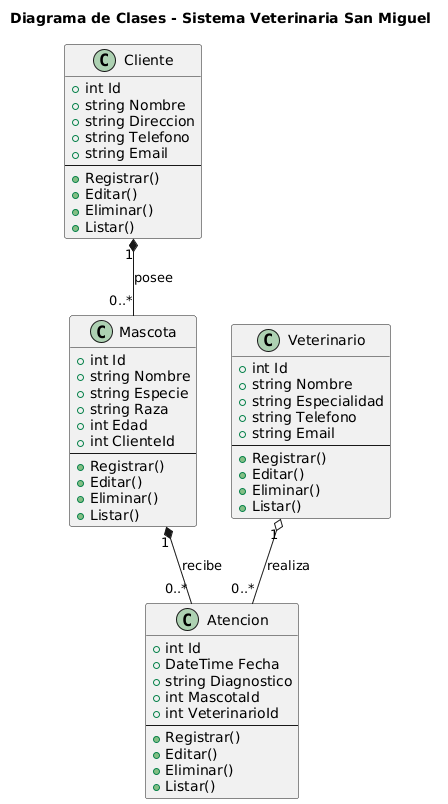 Diagrama de Clases - Sistema Veterinaria San Miguel
C Cliente
int Id
string Nombre
string Direccion
string Telefono
string Email
Registrar()
Editar()
Eliminar()
Listar()
1
posee
0..*
C Mascota
int Id
string Nombre
string Especie
string Raza
int Edad
int ClienteId
Registrar()
Editar()
Eliminar()
Listar()
C Veterinario
int Id
string Nombre
string Especialidad
string Telefono
string Email
Registrar()
Editar()
Eliminar()
Listar()
1
recibe
0..*
1
realiza
0..*
C Atencion
int Id
DateTime Fecha
string Diagnostico
int MascotaId
int VeterinarioId
Registrar()
Editar()
Eliminar()
Listar()